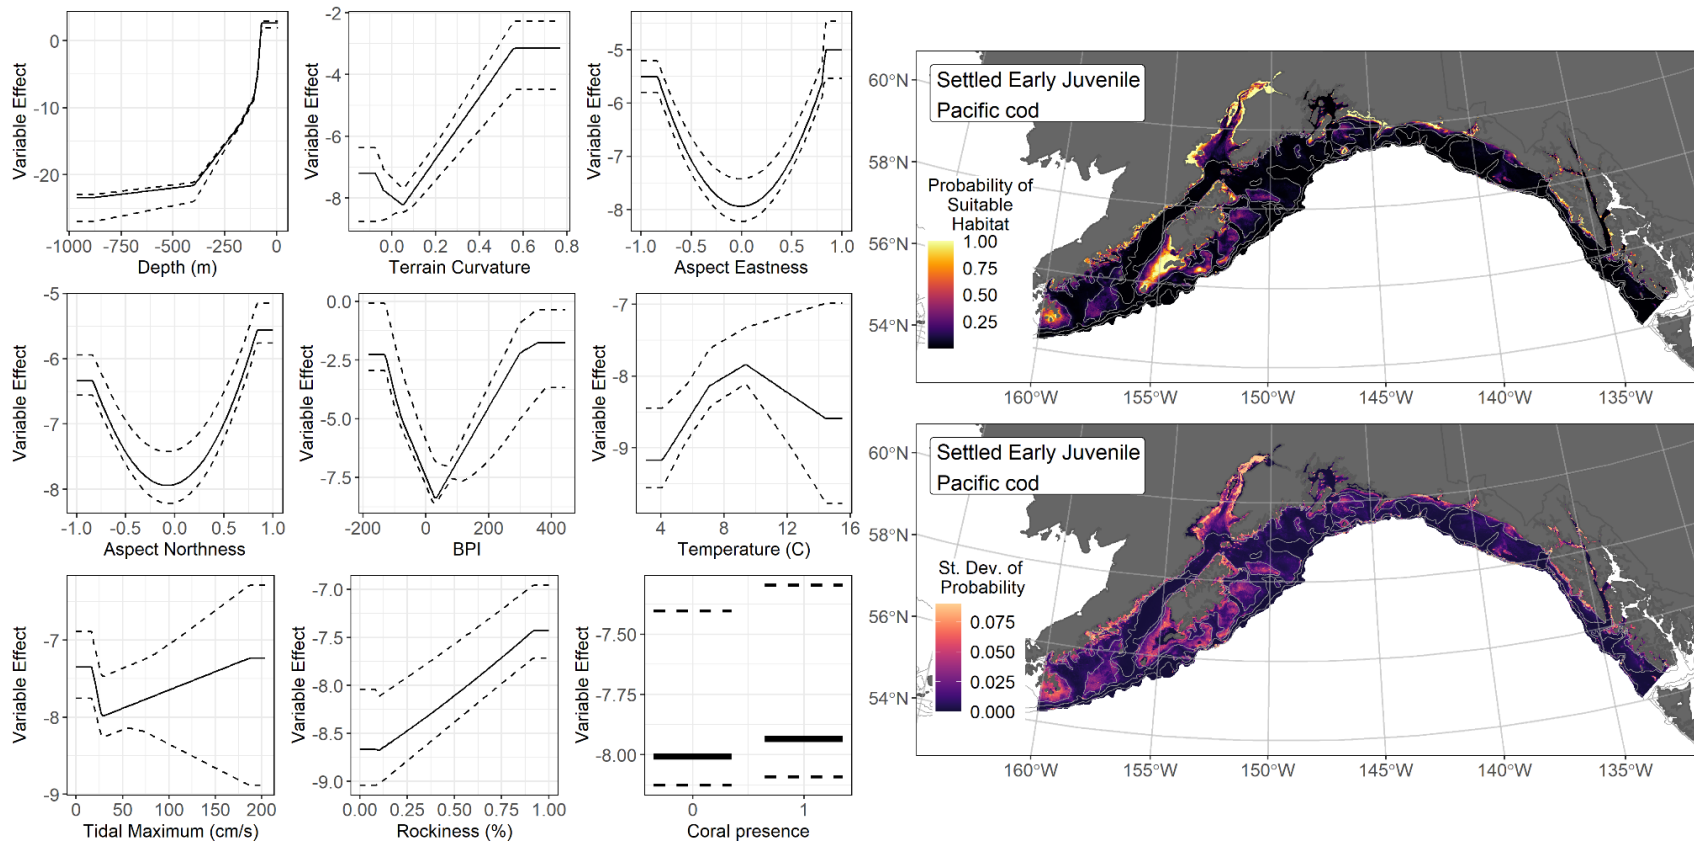 0
-10
-20
Variable Effect
-1000
-750
-500
-250
0
Depth (m)
-2
-4
-6
-8
Variable Effect
0.0
0.2
0.4
0.6
0.8
Terrain Curvature
-5
-6
-7
-8
Variable Effect
-1.0
-0.5
0.0
0.5
1.0
Aspect Eastness
-5
-6
-7
-8
Variable Effect
-1.0
-0.5
0.0
0.5
1.0
Aspect Northness
0.0
-2.5
-5.0
-7.5
Variable Effect
-200
0
200
400
BPI
-7
-8
-9
Variable Effect
4
8
12
16
Temperature (C)
-7
-8
-9
Variable Effect
0
50
100
150
200
Tidal Maximum (cm/s)
-7.0
-7.5
-8.0
-8.5
-9.0
Variable Effect
0.00
0.25
0.50
0.75
1.00
Rockiness (%)
-7.50
-7.75
-8.00
Variable Effect
0
1
Coral presence
Settled Early Juvenile
Pacific cod
60°N
58°N
56°N
54°N
Probability of
Suitable
Habitat
1.00
0.75
0.50
0.25
160°W
155°W
150°W
145°W
140°W
135°W
Settled Early Juvenile
Pacific cod
60°N
58°N
56°N
54°N
St. Dev. of
Probability
0.075
0.050
0.025
0.000
160°W
155°W
150°W
145°W
140°W
135°W